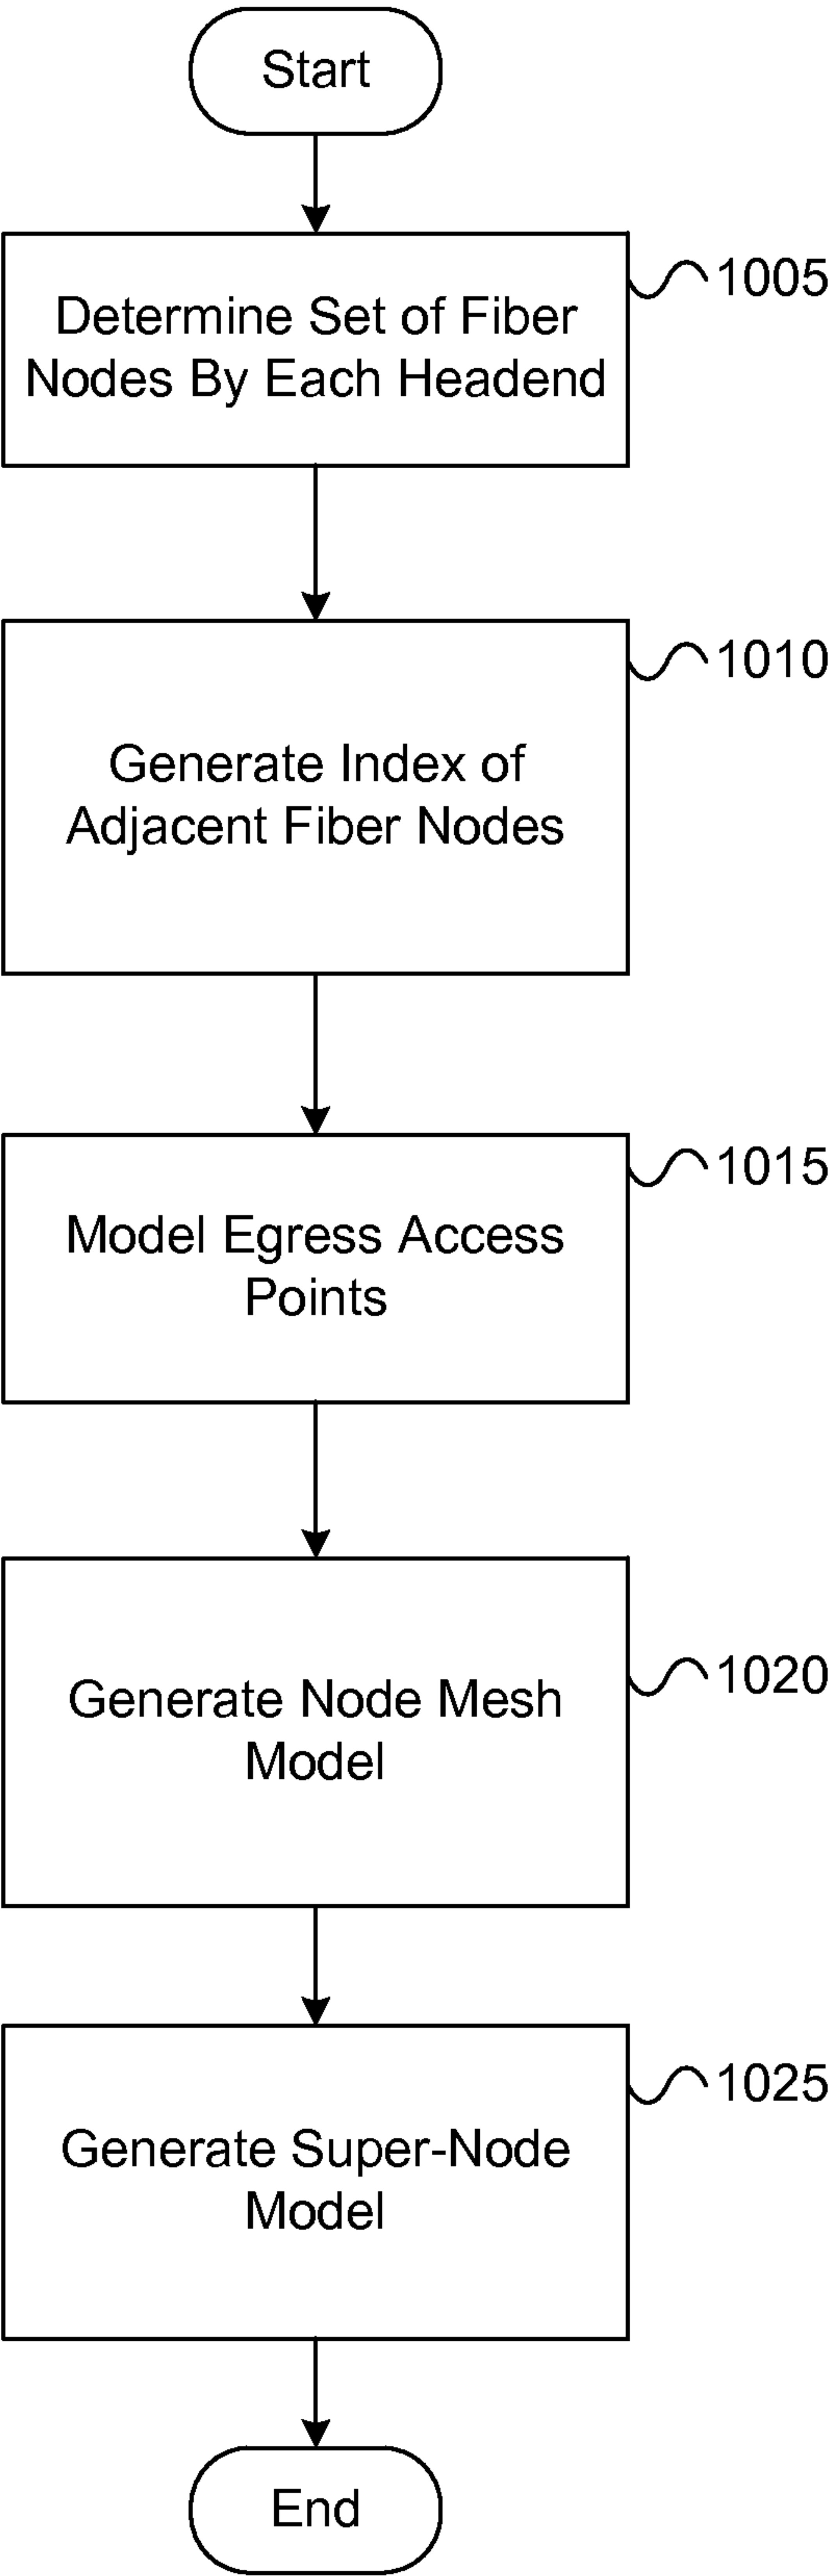 Start
1005
Determine Set of Fiber
Nodes By Each Headend
1010
Generate Index of
Adjacent Fiber Nodes
1015
Model Egress Access
Points
1020
Generate Node Mesh
Model
1025
Generate Super-Node
Model
End